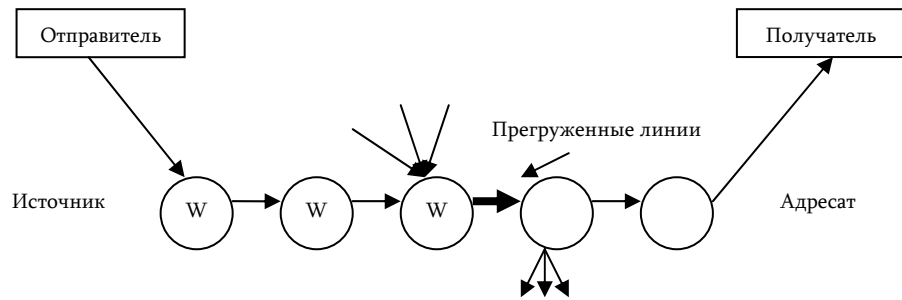 Отправитель
Получатель
Прегруженные линии
Источник
W
W
W
Адресат